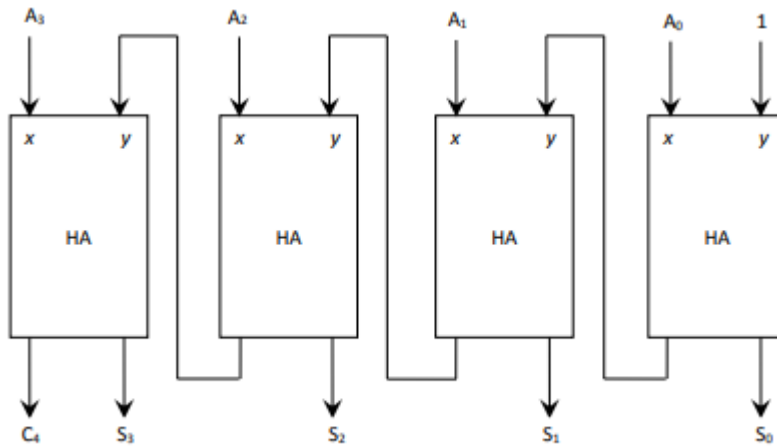 A₃ A₂ A₁ A₀ 1
x y x y x y x y
HA HA HA HA
C₄ S₃ S₂ S₁ S₀